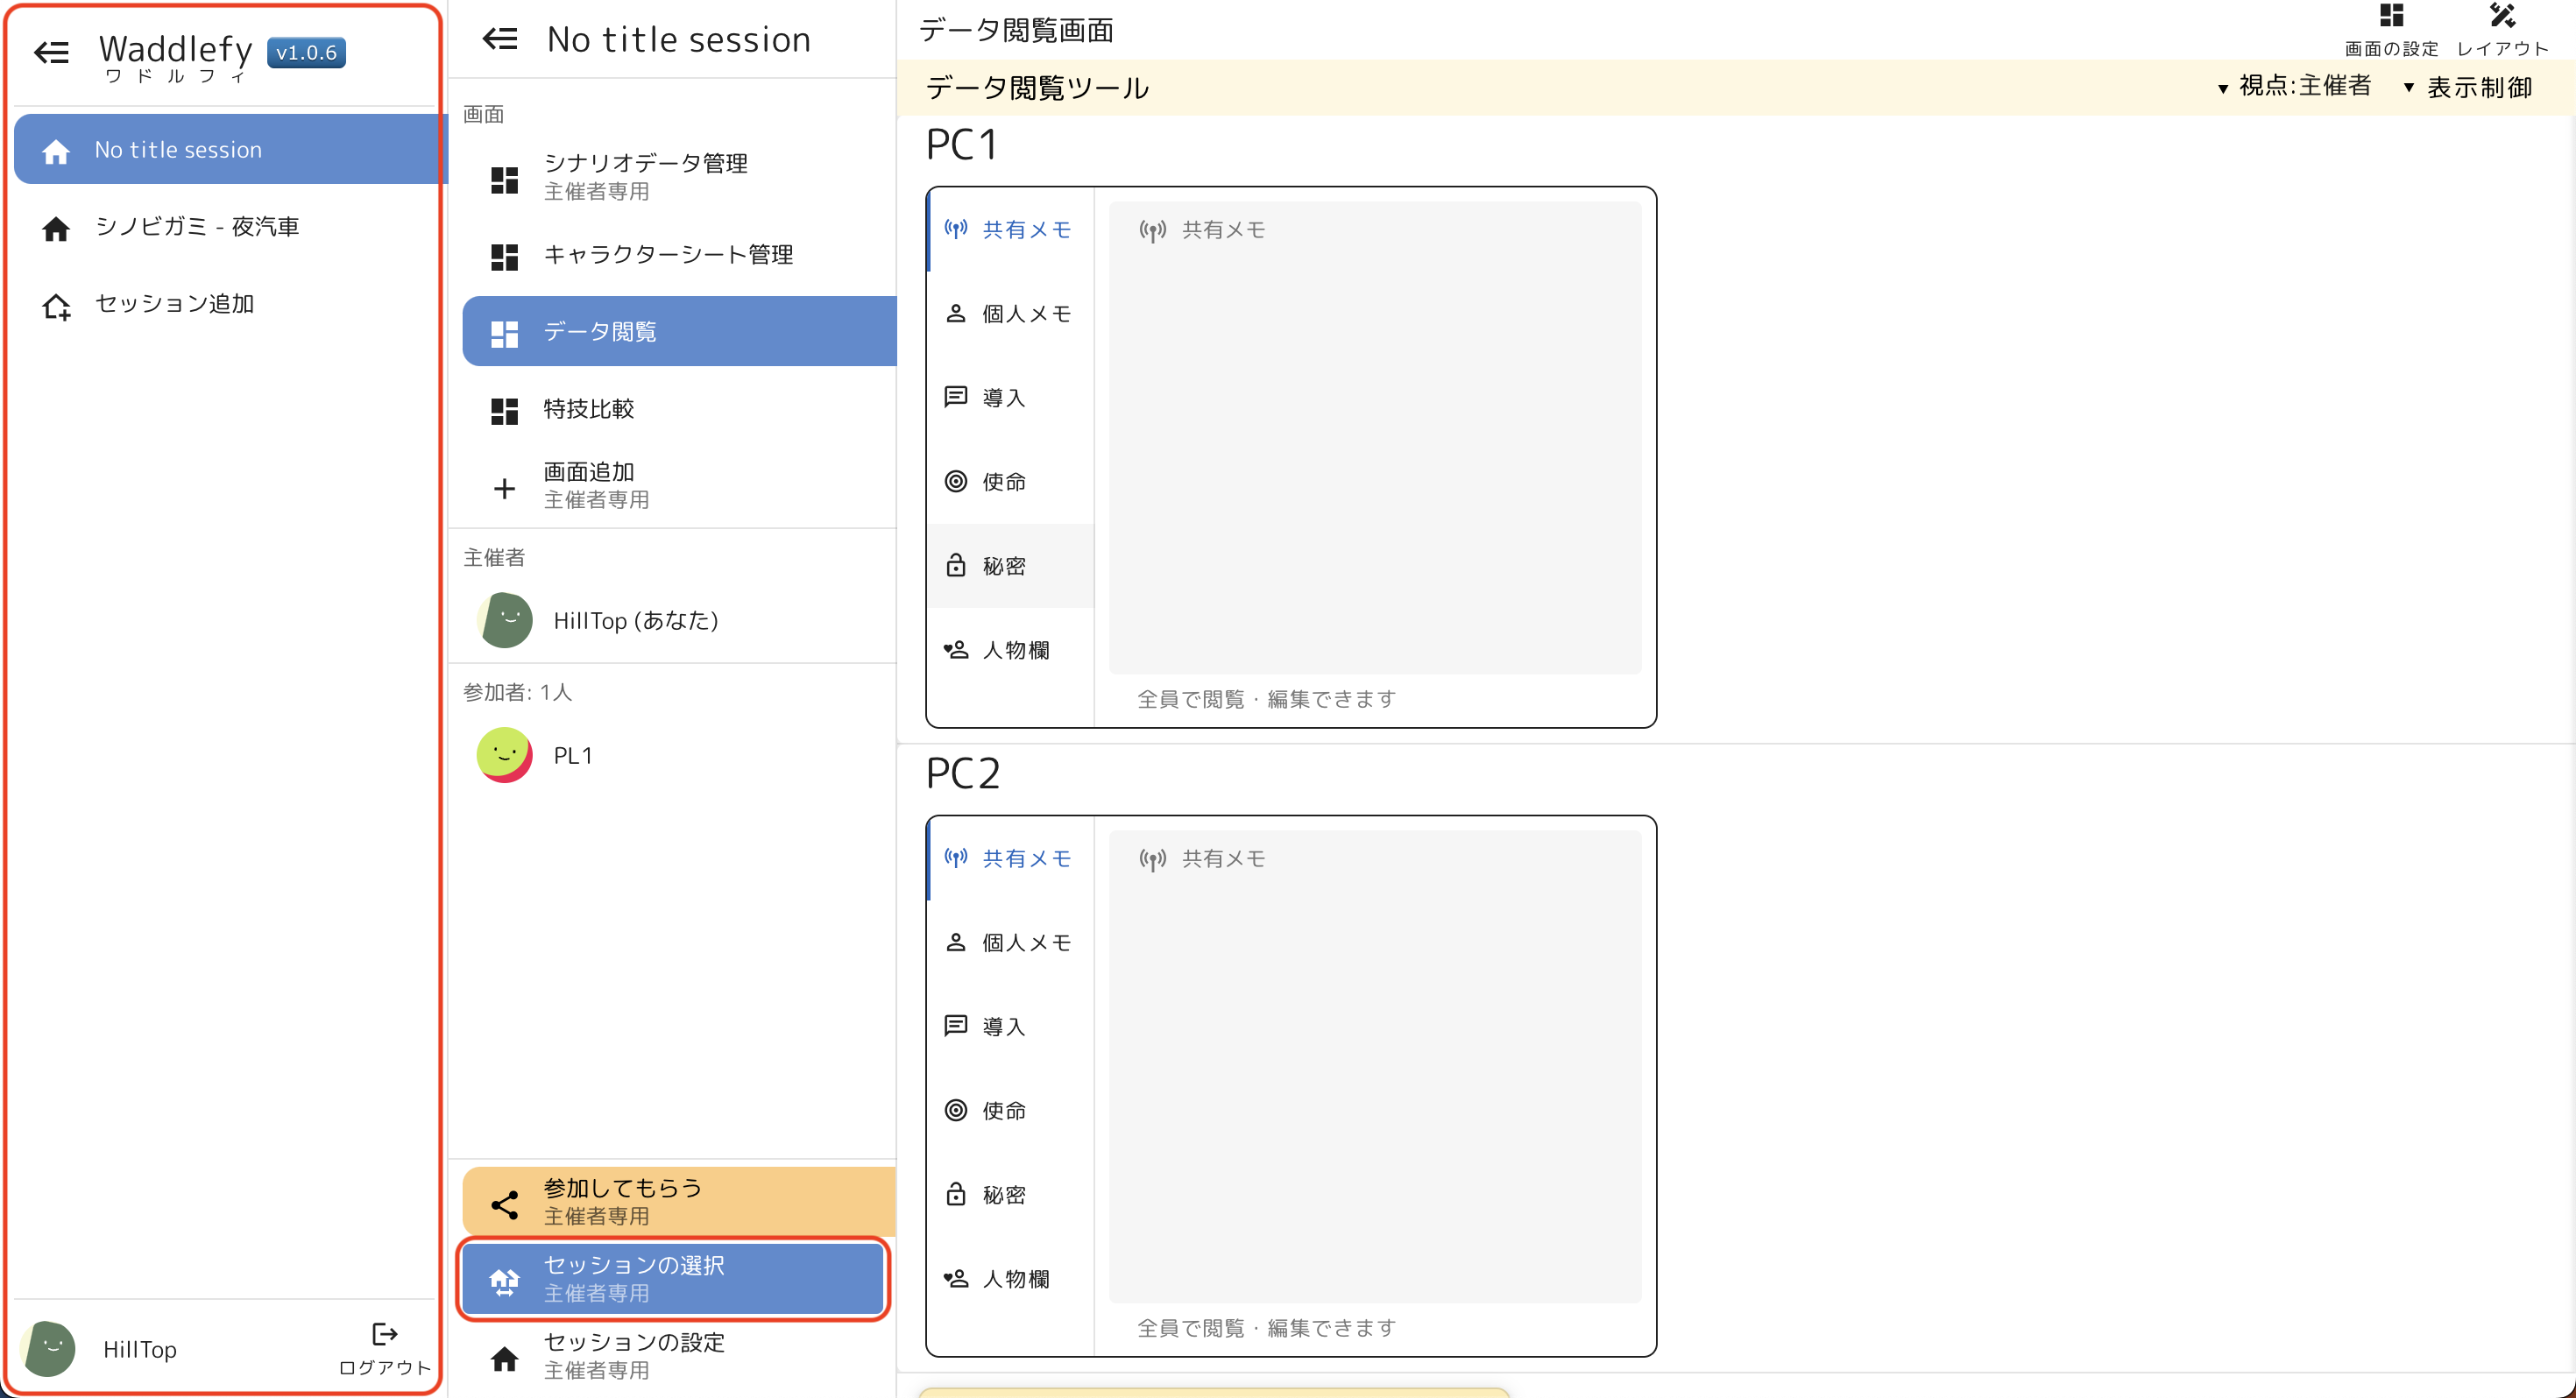 Waddlefy v1.0.6
ワドルフィ
No title session
シノビガミ - 夜汽車
セッション追加
HillTop
ログアウト
No title session
画面
シナリオデータ管理
主催者専用
キャラクターシート管理
データ閲覧
特技比較
画面追加
主催者専用
主催者
HillTop (あなた)
参加者: 1人
PL1
参加してもらう
主催者専用
セッションの選択
主催者専用
セッションの設定
主催者専用
データ閲覧画面
画面の設定 レイアウト
データ閲覧ツール
▼ 視点:主催者 ▼ 表示制御
PC1
共有メモ
個人メモ
導入
使命
秘密
人物欄
共有メモ
全員で閲覧・編集できます
PC2
共有メモ
個人メモ
導入
使命
秘密
人物欄
共有メモ
全員で閲覧・編集できます